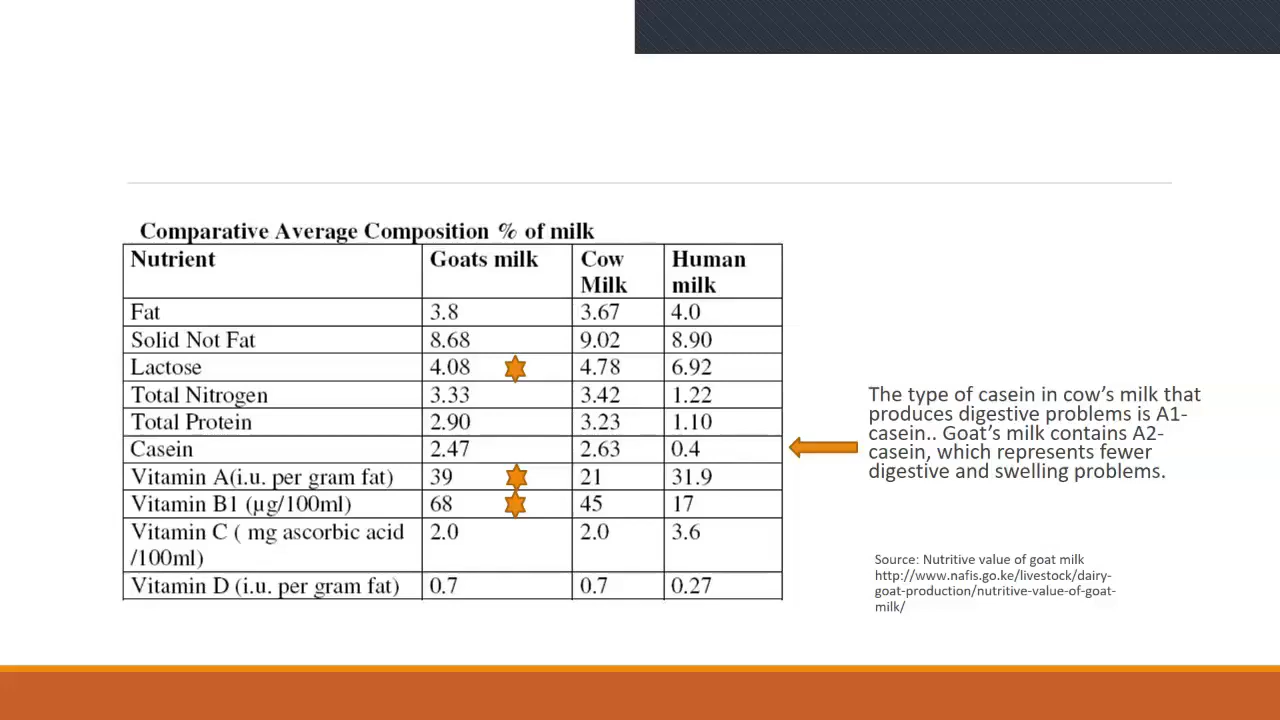 Comparative Average Composition % of milk
Nutrient Goats milk Cow Milk Human milk
Fat 3.8 3.67 4.0
Solid Not Fat 8.68 9.02 8.90
Lactose 4.08 4.78 6.92
Total Nitrogen 3.33 3.42 1.22
Total Protein 2.90 3.23 1.10
Casein 2.47 2.63 0.4
Vitamin A(i.u. per gram fat) 39 21 31.9
Vitamin B1 (µg/100ml) 68 45 17
Vitamin C ( mg ascorbic acid /100ml) 2.0 2.0 3.6
Vitamin D (i.u. per gram fat) 0.7 0.7 0.27
The type of casein in cow’s milk that
produces digestive problems is A1-
casein.. Goat’s milk contains A2-
casein, which represents fewer
digestive and swelling problems.
Source: Nutritive value of goat milk
http://www.nafis.go.ke/livestock/dairy-
goat-production/nutritive-value-of-goat-
milk/